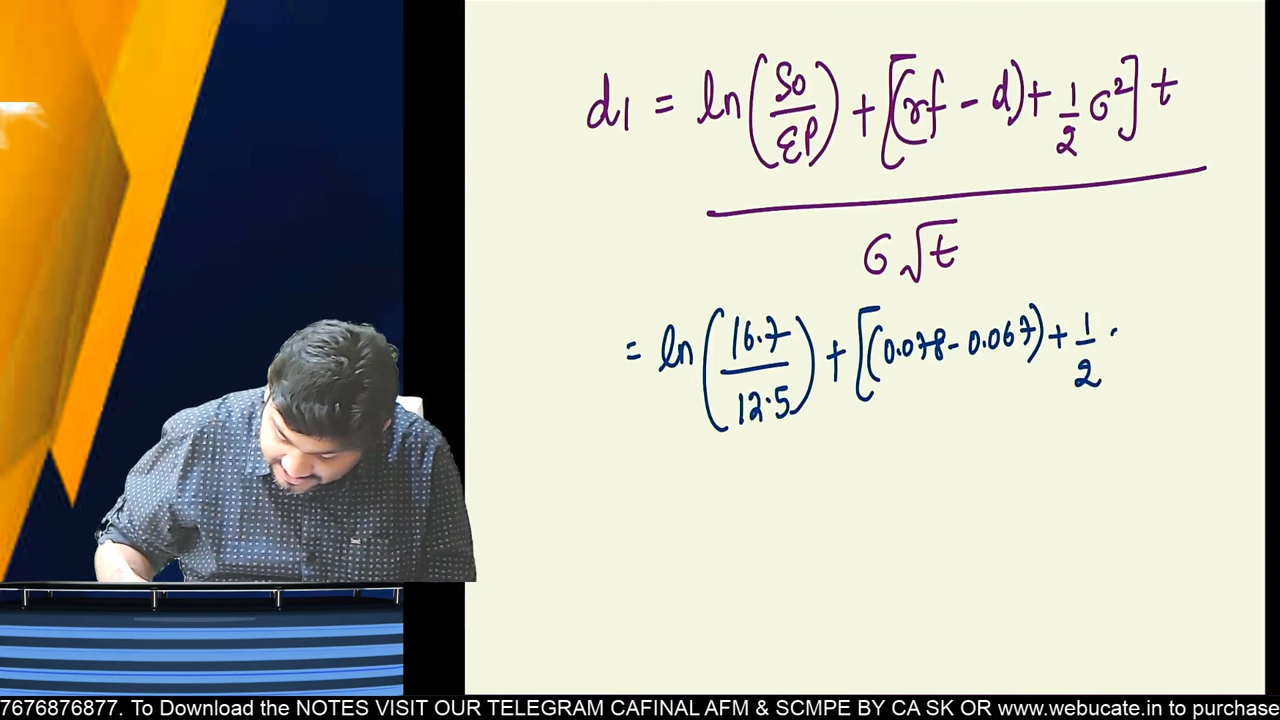 d1 = ln(So/EP) + [(rf - d) + 1/2 σ²] t
σ√t
= ln(16.7/12.5) + [(0.078 - 0.067) + 1/2 .
7676876877. To Download the NOTES VISIT OUR TELEGRAM CAFINAL AFM & SCMPE BY CA SK OR www.webucate.in to purchase